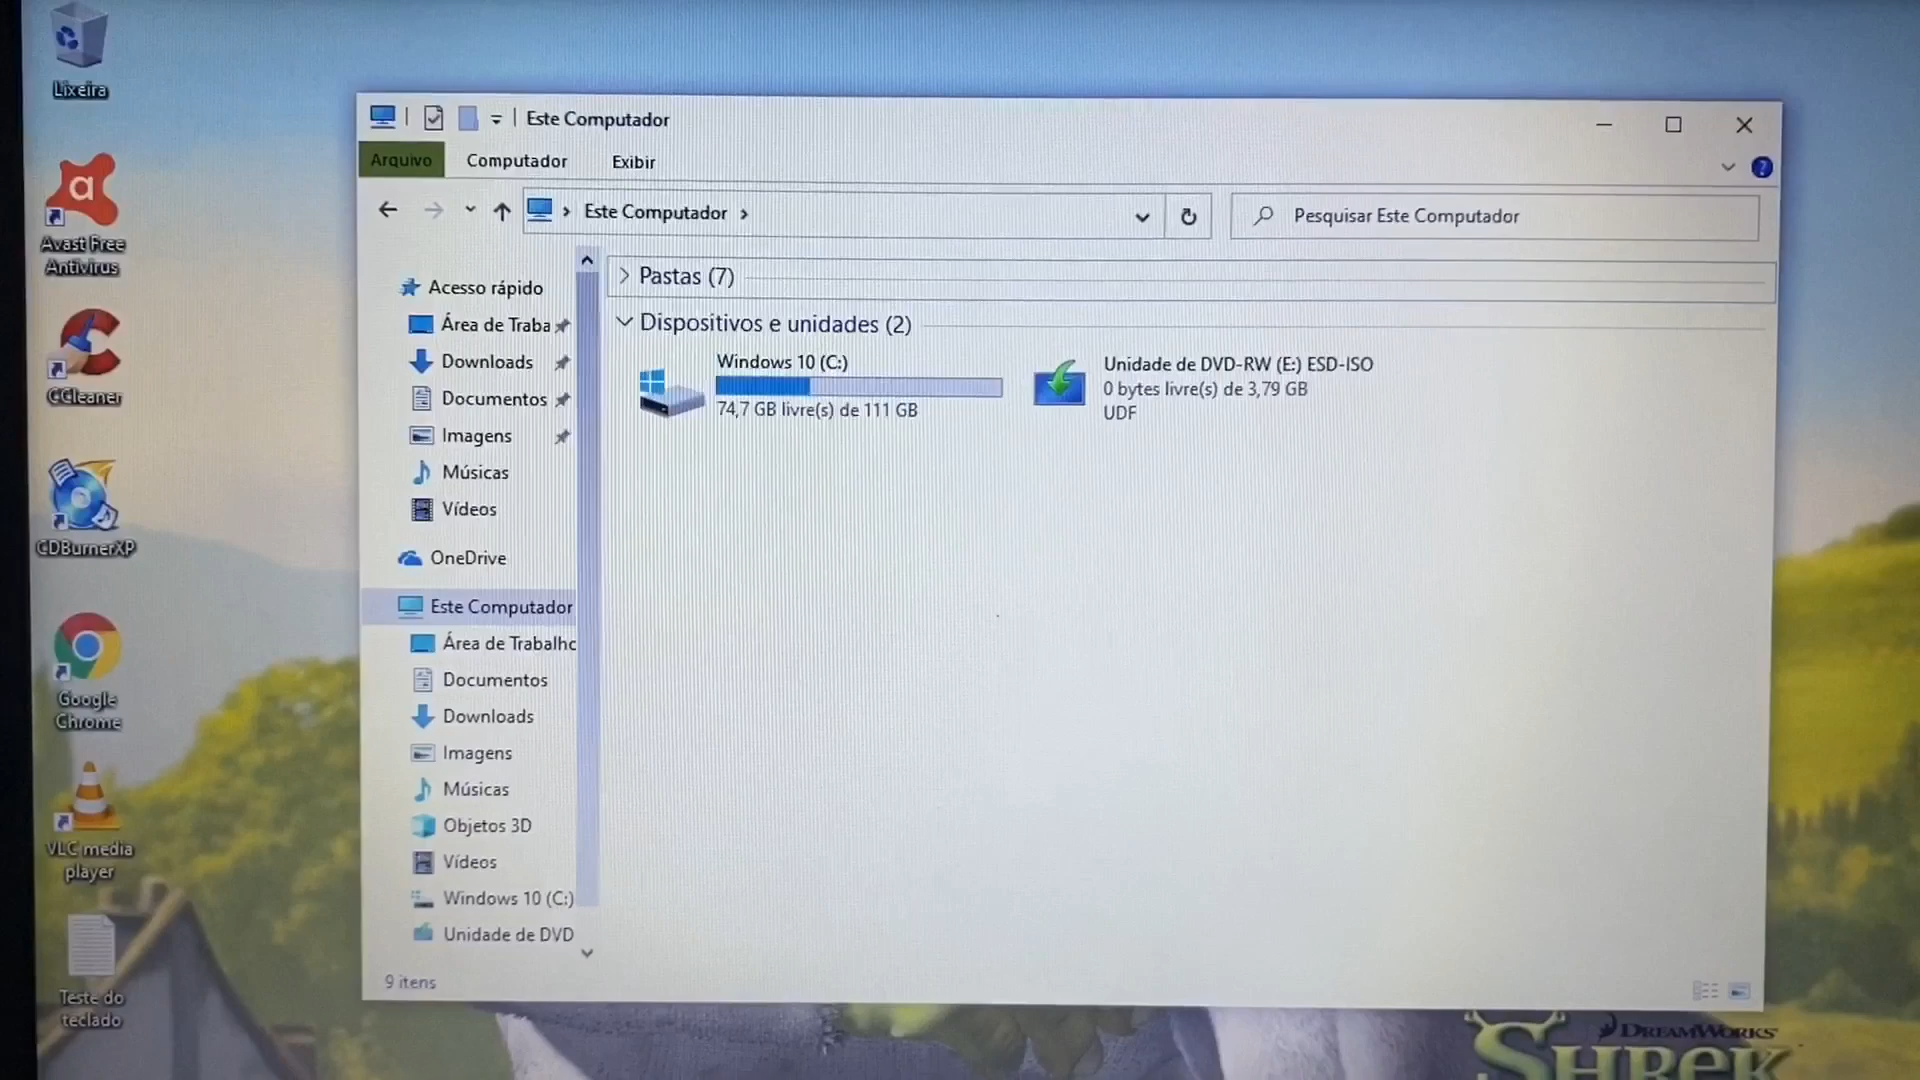 Lixeira
Avast Free
Antivirus
CCleaner
CDBurnerXP
Google
Chrome
VLC media
player
Teste do
teclado
Este Computador
Arquivo
Computador
Exibir
Este Computador
Pesquisar Este Computador
Acesso rápido
Área de Traba
Downloads
Documentos
Imagens
Músicas
Vídeos
OneDrive
Este Computador
Área de Trabalho
Documentos
Downloads
Imagens
Músicas
Objetos 3D
Vídeos
Windows 10 (C:)
Unidade de DVD
Pastas (7)
Dispositivos e unidades (2)
Windows 10 (C:)
74,7 GB livre(s) de 111 GB
Unidade de DVD-RW (E:) ESD-ISO
0 bytes livre(s) de 3,79 GB
UDF
9 itens
DREAMWORKS
SHREK